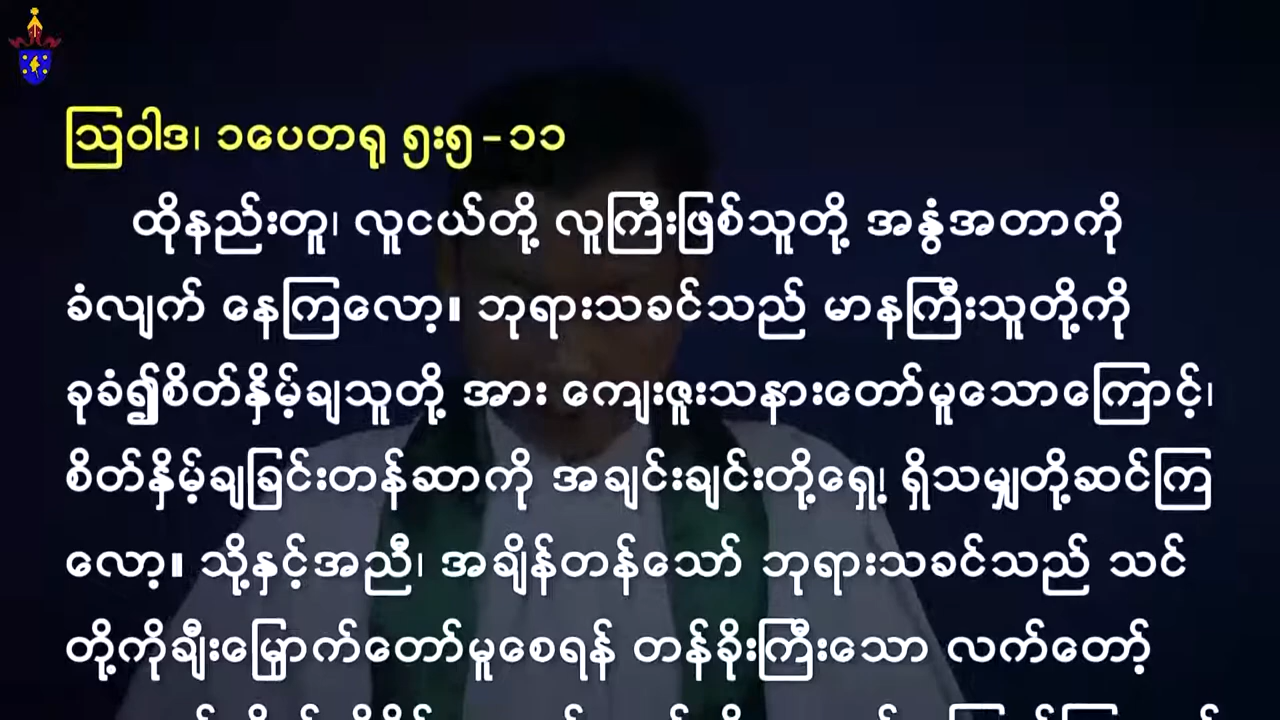 ဩဝါဒ၊ ၁ပေတရု ၅း၅ – ၁၁
ထိုနည်းတူ၊ လူငယ်တို့ လူကြီးဖြစ်သူတို့ အနွံအတာကို
ခံလျက် နေကြလော့။ ဘုရားသခင်သည် မာနကြီးသူတို့ကို
ခုခံ၍စိတ်နှိမ့်ချသူတို့ အား ကျေးဇူးသနားတော်မူသောကြောင့်၊
စိတ်နှိမ့်ချခြင်းတန်ဆာကို အချင်းချင်းတို့ရှေ့ ရှိသမျှတို့ဆင်ကြ
လော့။ သို့နှင့်အညီ၊ အချိန်တန်သော် ဘုရားသခင်သည် သင်
တို့ကိုချီးမြှောက်တော်မူစေရန် တန်ခိုးကြီးသော လက်တော့်